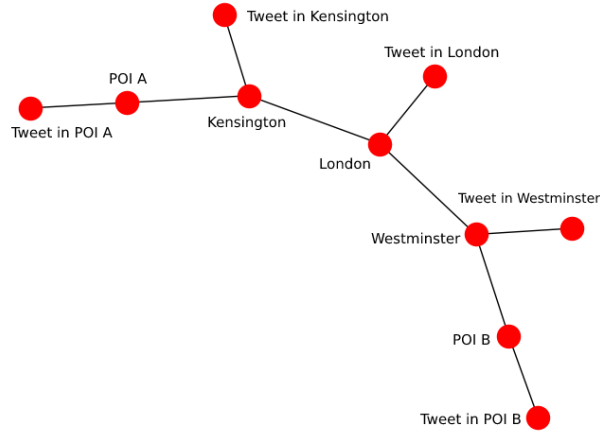 Tweet in Kensington
Tweet in London
POI A
Kensington
Tweet in POI A
London
Tweet in Westminster
Westminster
POI B
Tweet in POI B